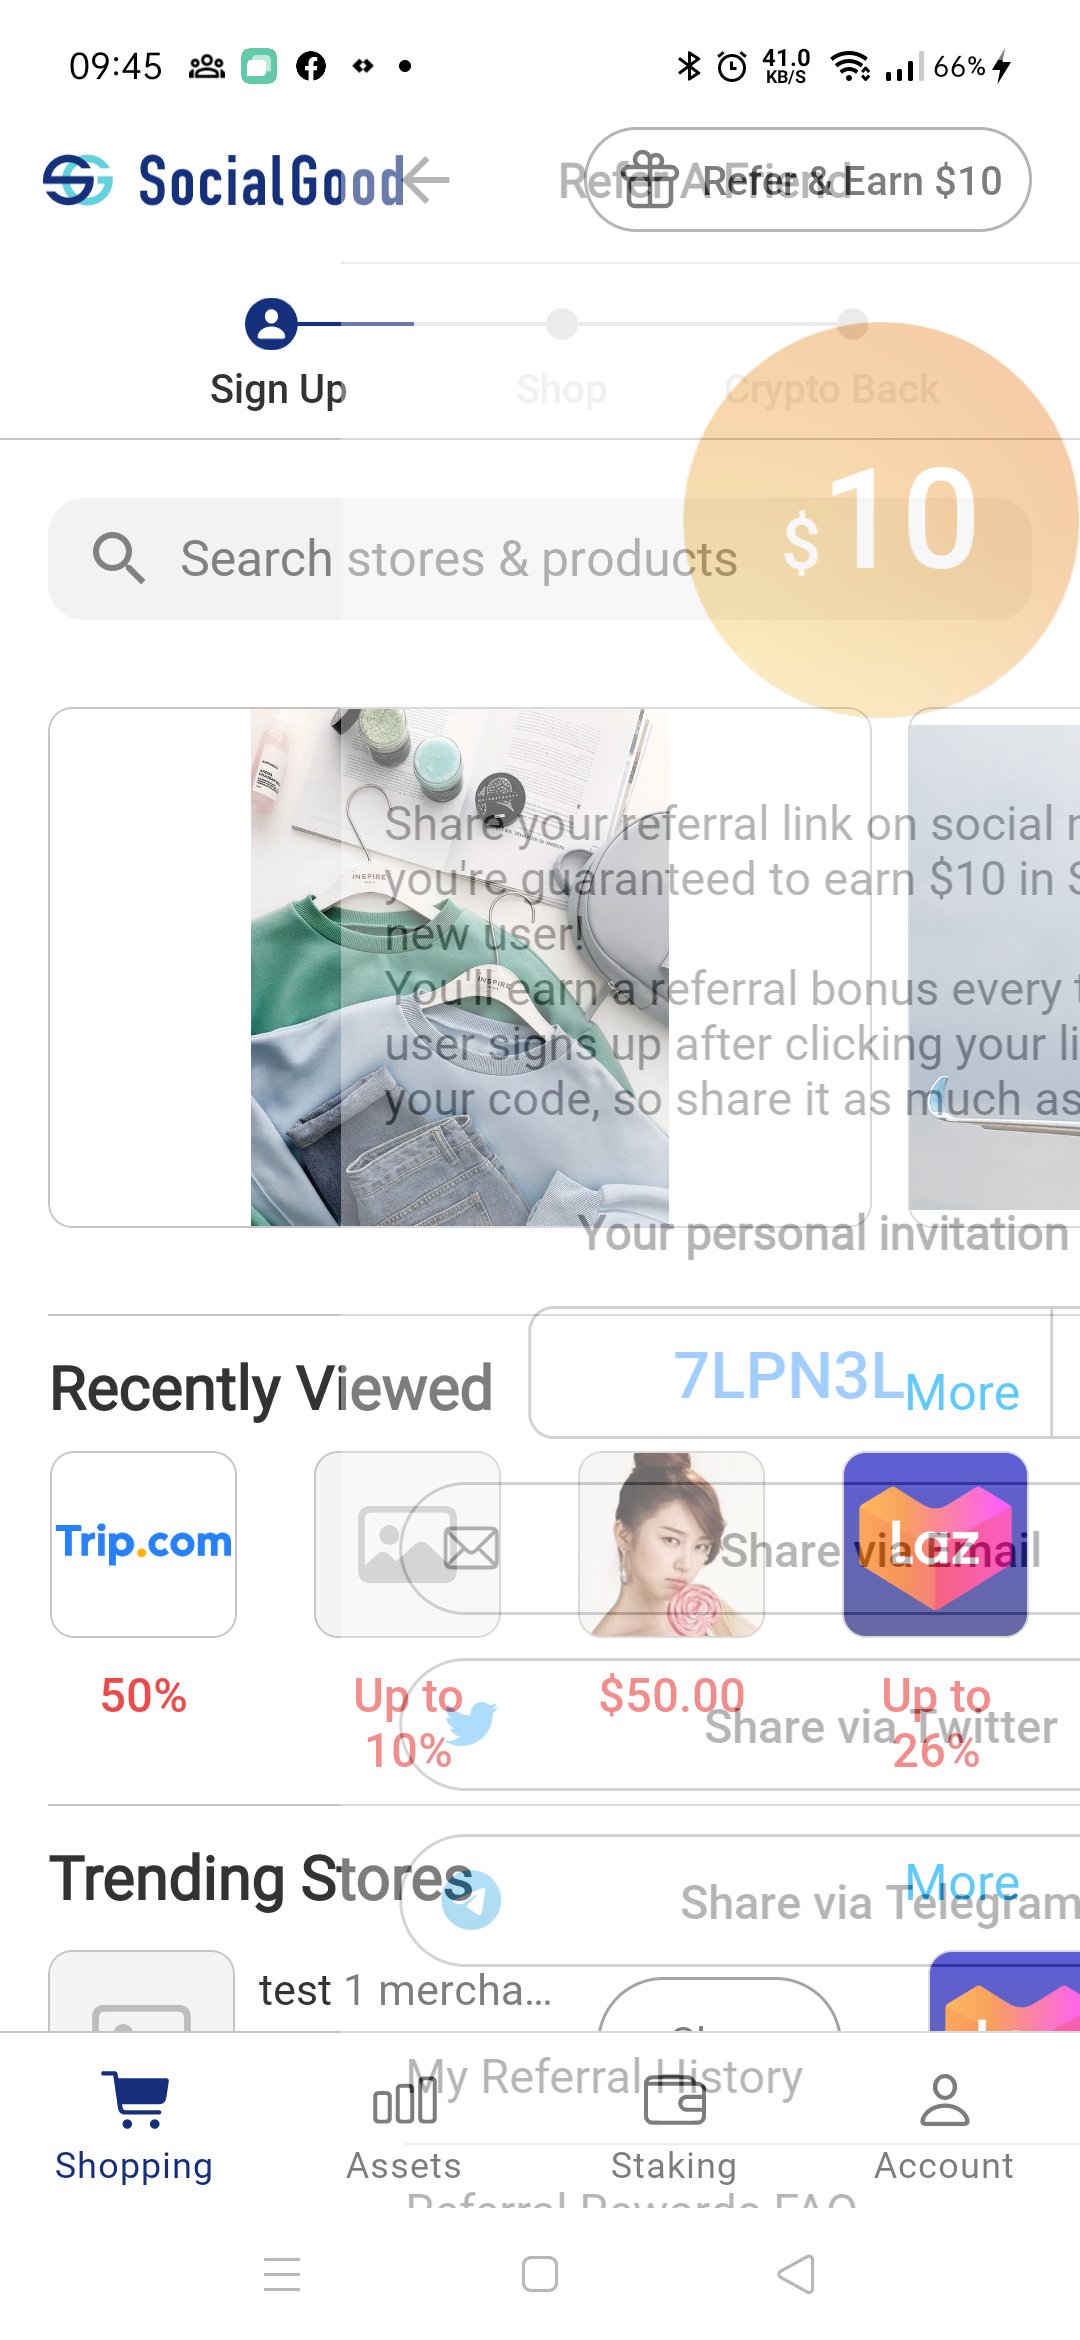 09:45
41.0
KB/S
66%
SocialGood
Refer A Friend
Refer & Earn $10
Sign Up
Shop
Crypto Back
Search stores & products
$10
INSPIRE
INSPIRE
Share your referral link on social
you're guaranteed to earn $10 in
new user!
You'll earn a referral bonus every
user signs up after clicking your
your code, so share it as much as
Your personal invitation
Recently Viewed
7LPN3L
More
Trip.com
Laz
Share via Email
50%
Up to
10%
$50.00
Up to
26%
Share via Twitter
Trending Stores
More
Share via Telegram
test 1 mercha...
My Referral History
Shopping
Assets
Staking
Account
Referral Rewards FAQ